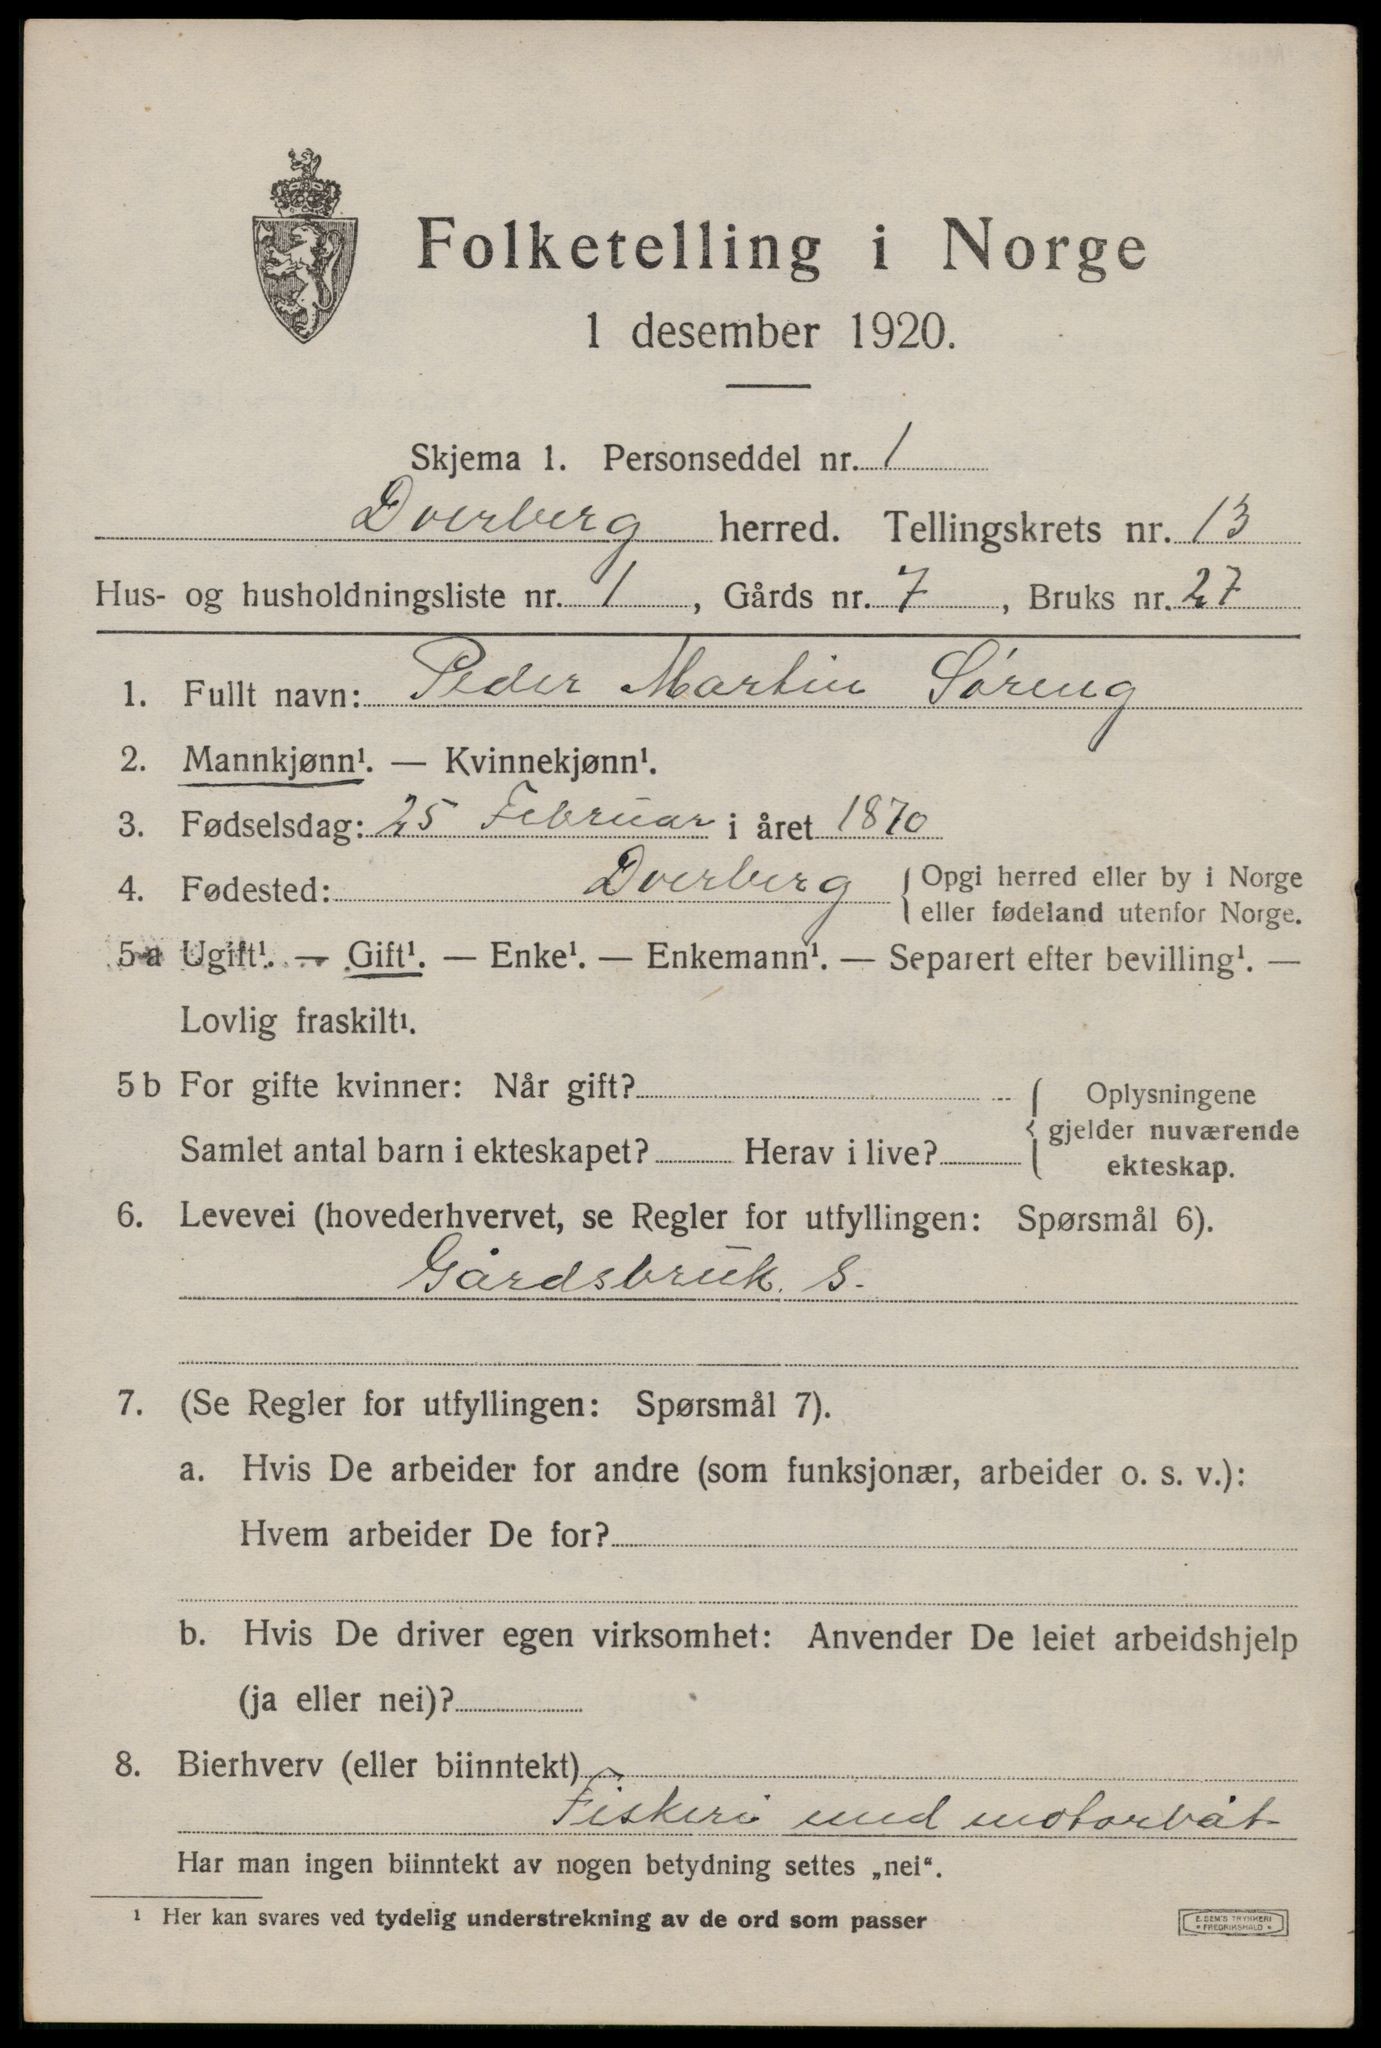 Folketelling i Norge
1 desember 1920.
Skjema 1. Personseddel nr. 1
Dverberg herred. Tellingskrets nr. 13
Hus- og husholdningsliste nr. 1, Gårds nr. 7, Bruks nr. 27
1. Fullt navn: Peder Martin Søreng
2. Mannkjønn¹. — Kvinnekjønn¹.
3. Fødselsdag: 25 Februar i året 1870
4. Fødested: Dverberg { Opgi herred eller by i Norge
eller fødeland utenfor Norge.
5a Ugift¹. — Gift¹. — Enke¹. — Enkemann¹. — Separert efter bevilling¹. —
Lovlig fraskilt¹.
5b For gifte kvinner: Når gift? { Oplysningene
gjelder nuværende
Samlet antal barn i ekteskapet? Herav i live? ekteskap.
6. Levevei (hovederhvervet, se Regler for utfyllingen: Spørsmål 6).
Gårdsbruk. S.
7. (Se Regler for utfyllingen: Spørsmål 7).
a. Hvis De arbeider for andre (som funksjonær, arbeider o. s. v.):
Hvem arbeider De for?
b. Hvis De driver egen virksomhet: Anvender De leiet arbeidshjelp
(ja eller nei)?
8. Bierhverv (eller biinntekt)
Fiskeri med motorbåt
Har man ingen biinntekt av nogen betydning settes „nei“.
¹ Her kan svares ved tydelig understrekning av de ord som passer
E. SEM'S TRYKKERI
• FREDRIKSHALD •